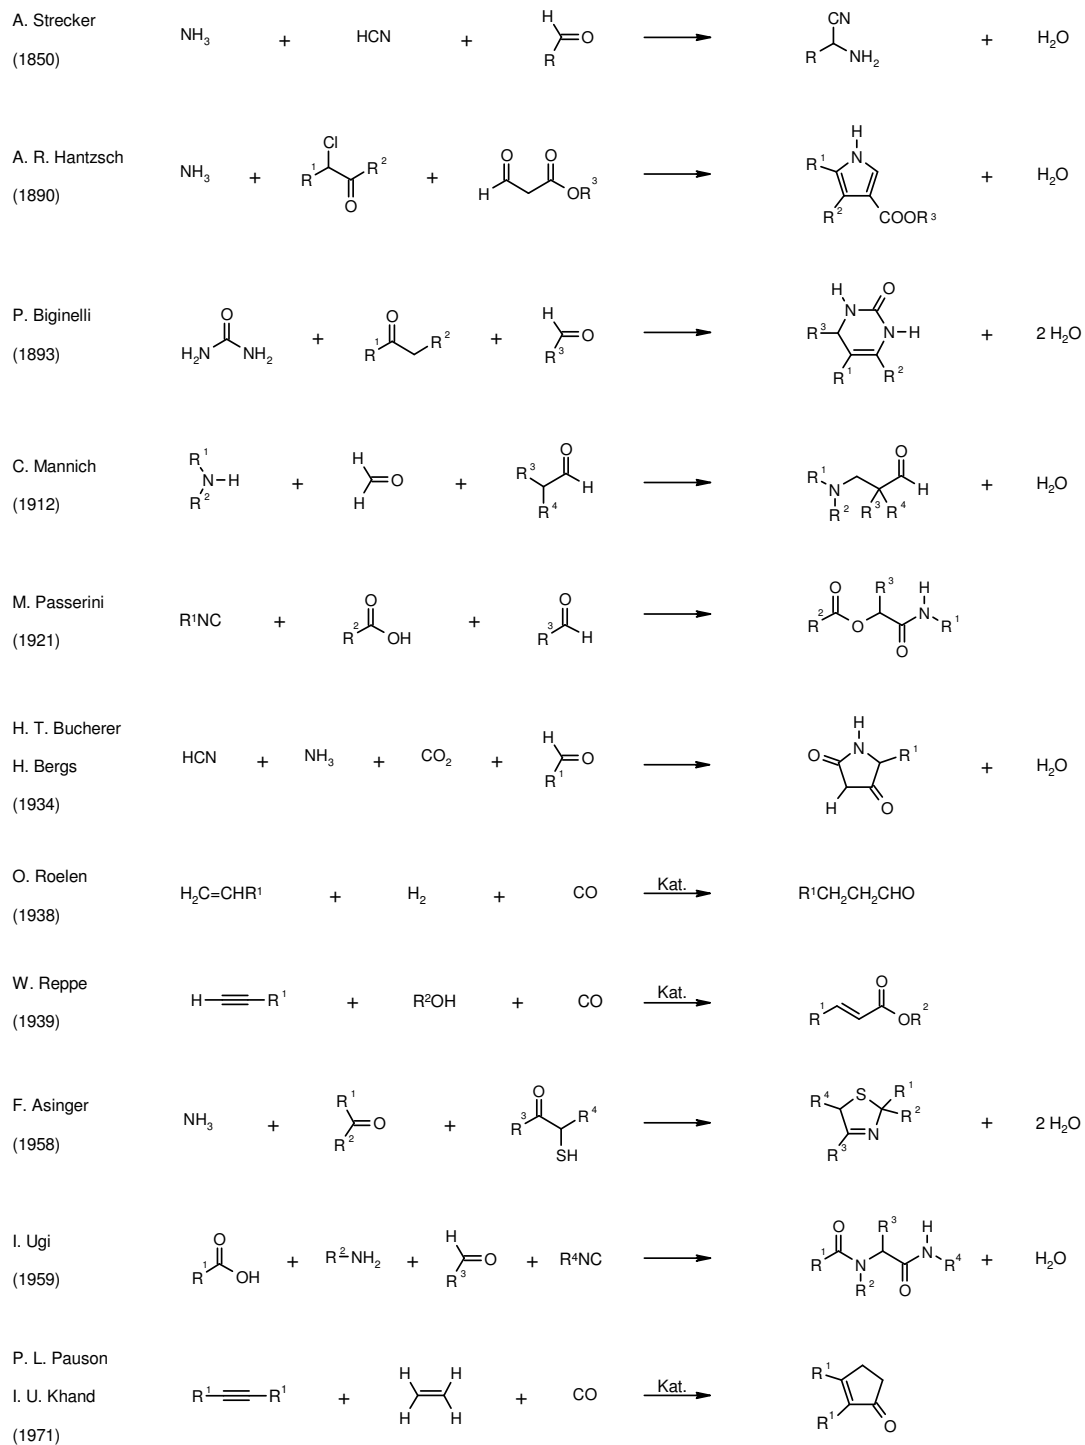 A. Strecker
(1850)
NH₃ + HCN + H O R → CN R NH₂ + H₂O
A. R. Hantzsch
(1890)
NH₃ + Cl R¹ R² O + O O H OR³ → H N R¹ R² COOR³ + H₂O
P. Biginelli
(1893)
O H₂N NH₂ + O R¹ R² + H O R³ → H N O R³ N H R¹ R² + 2 H₂O
C. Mannich
(1912)
R¹ N H R² + H O H + R³ O H R⁴ → R¹ N R² O H R³ R⁴ + H₂O
M. Passerini
(1921)
R¹NC + O R² OH + O R³ H → O R² O R³ O H N R¹
H. T. Bucherer
H. Bergs
(1934)
HCN + NH₃ + CO₂ + H O R¹ → H N O R¹ H O + H₂O
O. Roelen
(1938)
H₂C=CHR¹ + H₂ + CO Kat. → R¹CH₂CH₂CHO
W. Reppe
(1939)
H R¹ + R²OH + CO Kat. → R¹ O OR²
F. Asinger
(1958)
NH₃ + R¹ O R² + O R³ R⁴ SH → R⁴ S R¹ R² N R³ + 2 H₂O
I. Ugi
(1959)
O R¹ OH + R² NH₂ + H O R³ + R⁴NC → O R¹ N R² R³ O H N R⁴ + H₂O
P. L. Pauson
I. U. Khand
(1971)
R¹ R¹ + H H H H + CO Kat. → R¹ R¹ O